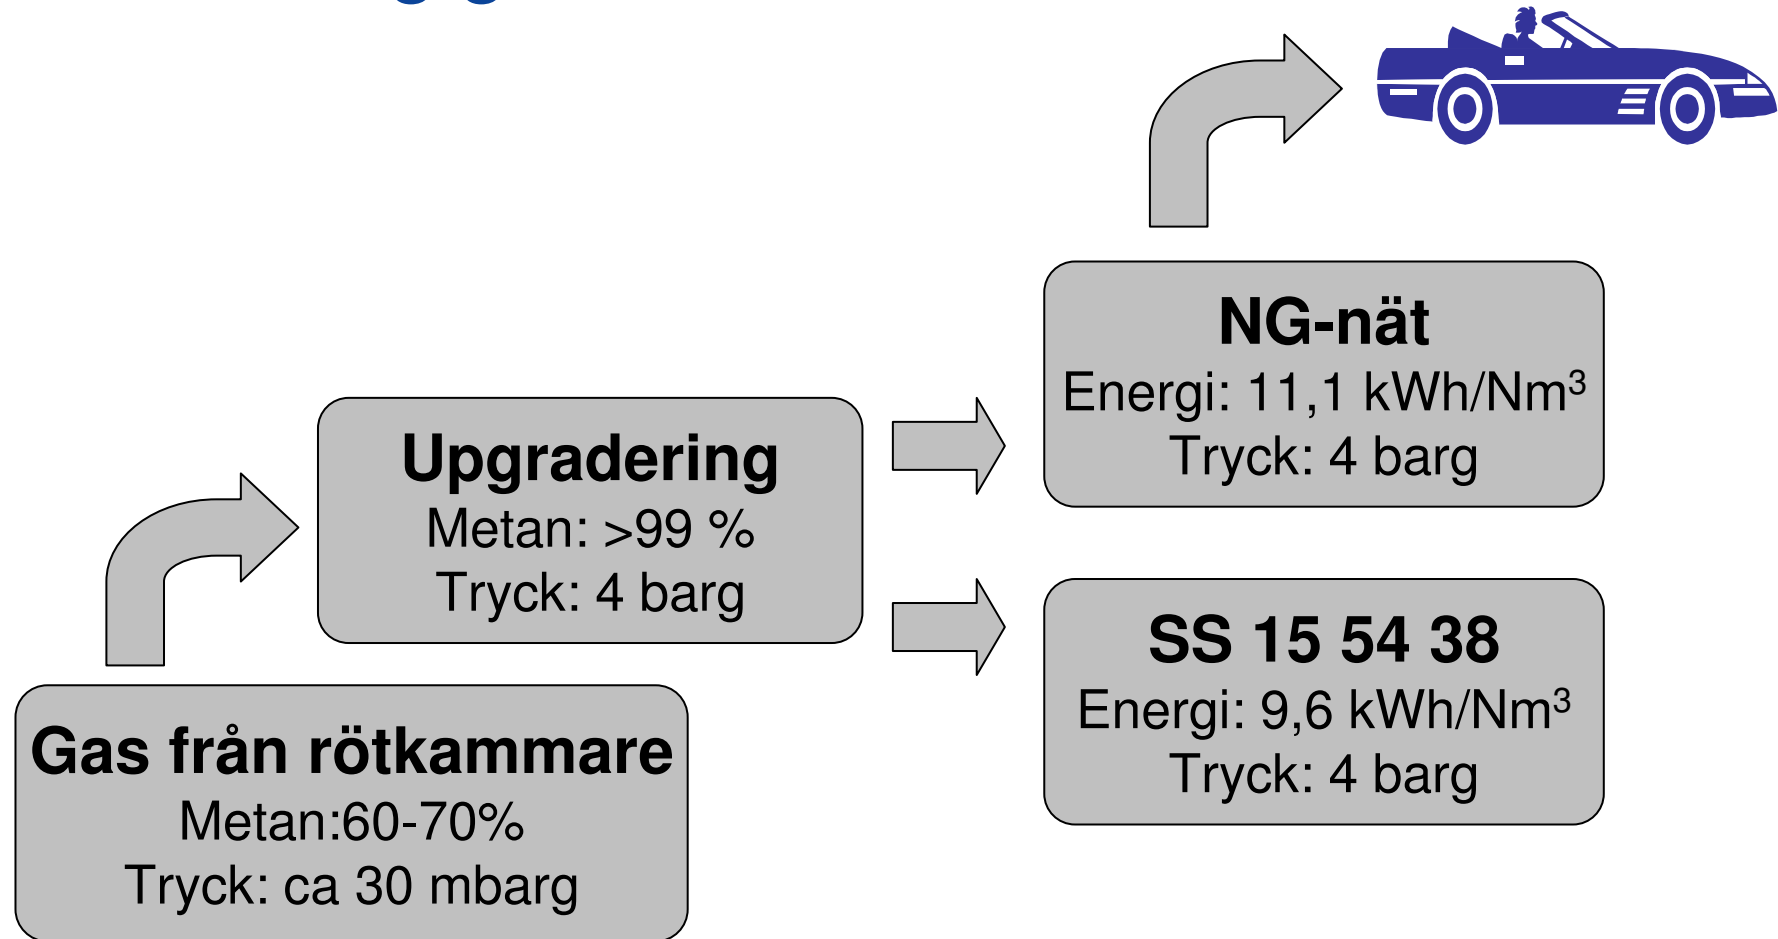 NG-nät
Energi: 11,1 kWh/Nm³
Tryck: 4 barg
Upgradering
Metan: >99 %
Tryck: 4 barg
SS 15 54 38
Energi: 9,6 kWh/Nm³
Tryck: 4 barg
Gas från rötkammare
Metan:60-70%
Tryck: ca 30 mbarg